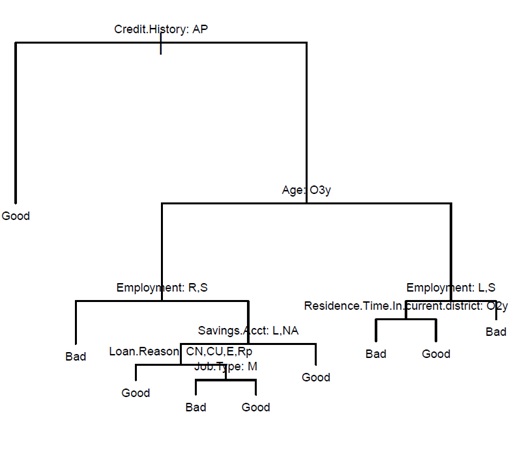 Credit.History: AP
Good
Age: O3y
Employment: R,S
Employment: L,S
Residence.Time.In.current.district: O2y
Bad
Savings.Acct: L,NA
Bad
Loan.Reason: CN,CU,E,Rp
Bad
Good
Job.Type: M
Good
Good
Bad
Good